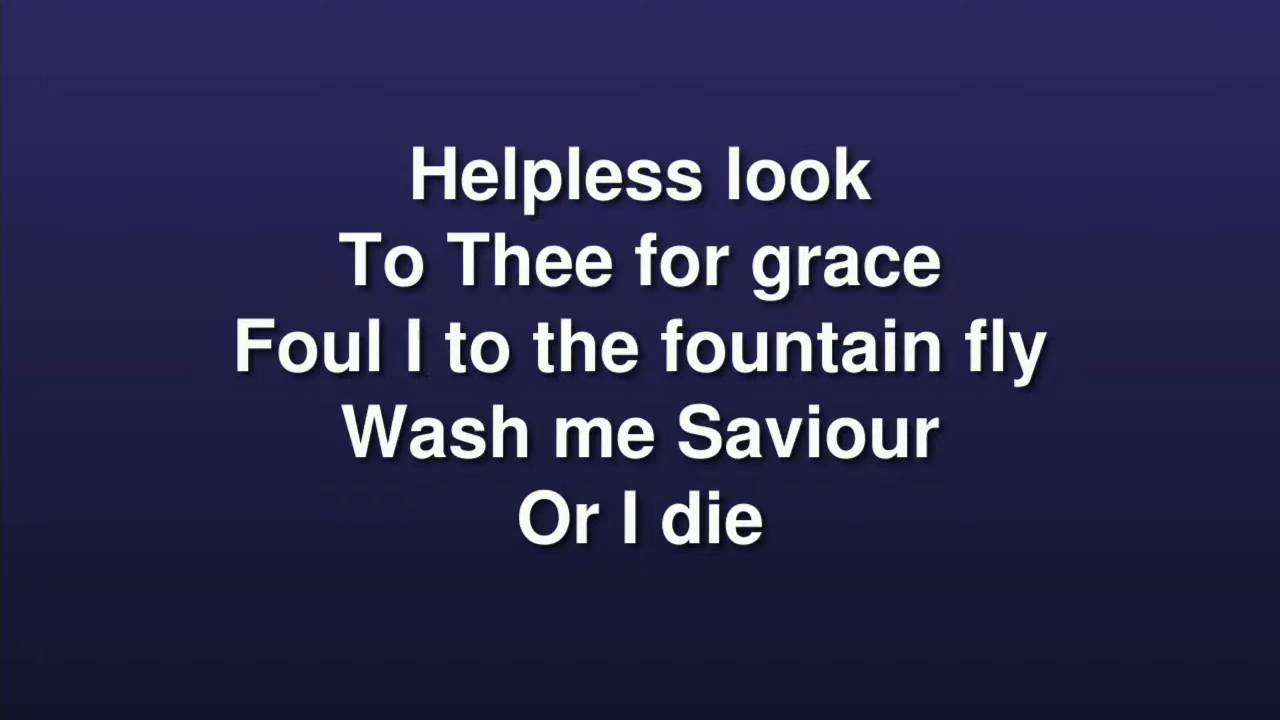 Helpless look
To Thee for grace
Foul I to the fountain fly
Wash me Saviour
Or I die